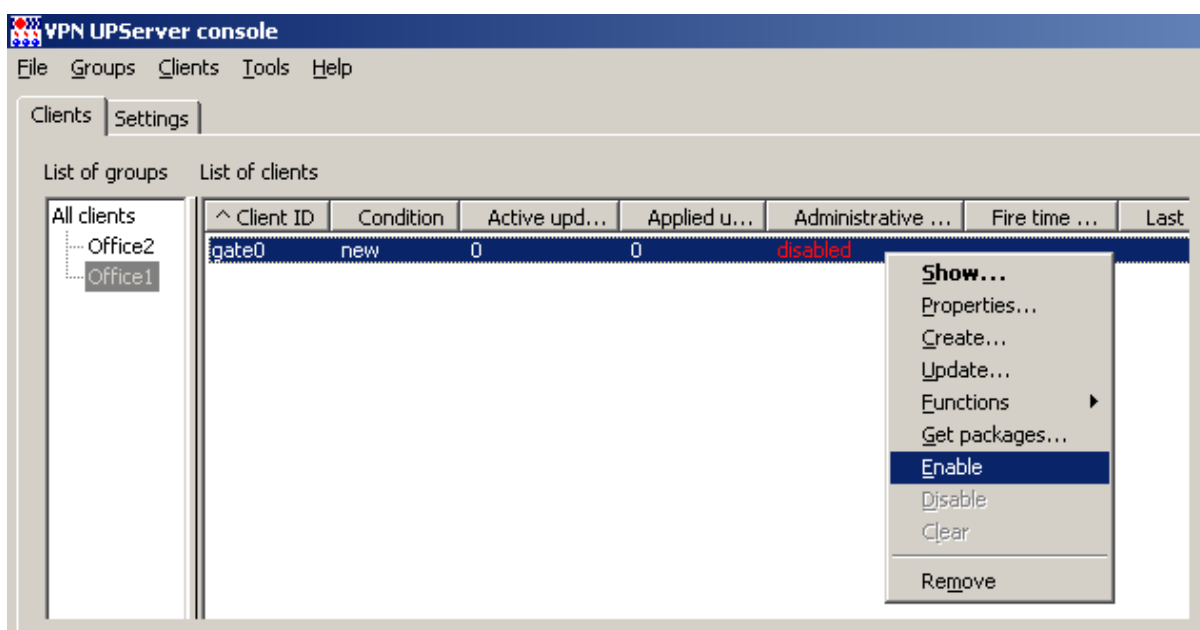 VPN UPServer console
File Groups Clients Tools Help
Clients Settings
List of groups List of clients
All clients
Office2
Office1
^ Client ID Condition Active upd... Applied u... Administrative ... Fire time ... Last
gate0 new 0 0 disabled
Show...
Properties...
Create...
Update...
Functions
Get packages...
Enable
Disable
Clear
Remove